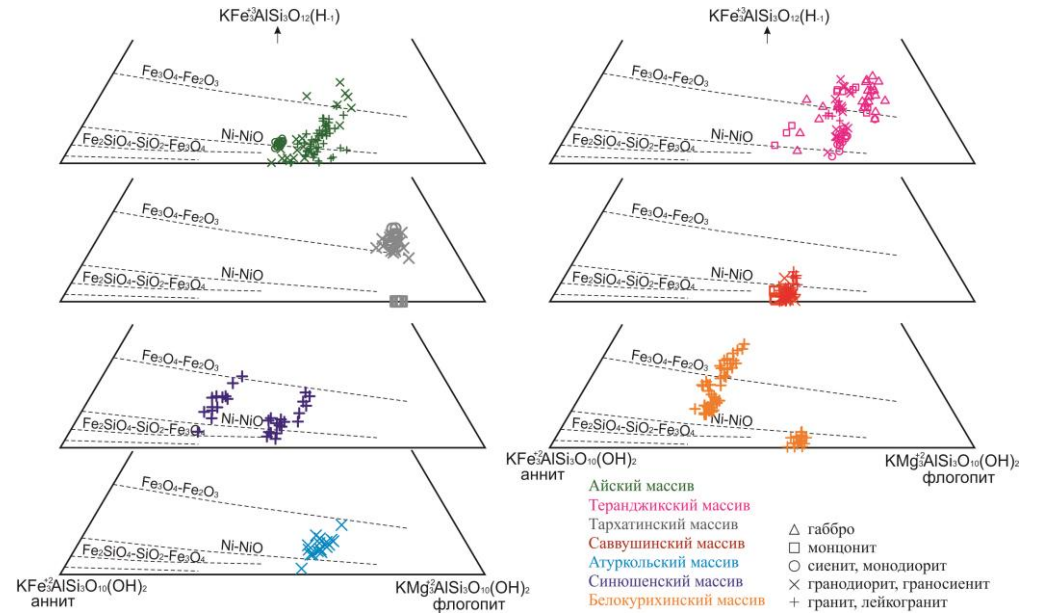 KFe₃⁺³AlSi₃O₁₂(H₋₁)
KFe₃⁺³AlSi₃O₁₂(H₋₁)
Fe₃O₄-Fe₂O₃
Ni-NiO
Fe₂SiO₄-SiO₂-Fe₃O₄
Fe₃O₄-Fe₂O₃
Ni-NiO
Fe₂SiO₄-SiO₂-Fe₃O₄
Fe₃O₄-Fe₂O₃
Ni-NiO
Fe₂SiO₄-SiO₂-Fe₃O₄
Fe₃O₄-Fe₂O₃
Ni-NiO
Fe₂SiO₄-SiO₂-Fe₃O₄
Fe₃O₄-Fe₂O₃
Ni-NiO
Fe₂SiO₄-SiO₂-Fe₃O
Fe₃O₄-Fe₂O₃
Ni-NiO
Fe₂SiO₄-SiO₂-Fe₃O₄
KFe₃⁺²AlSi₃O₁₀(OH)₂
аннит
KMg₃⁺²AlSi₃O₁₀(OH)₂
флогопит
Fe₃O₄-Fe₂O₃
Ni-NiO
Fe₂SiO₄-SiO₂-Fe₃O₄
KFe₃⁺²AlSi₃O₁₀(OH)₂
аннит
KMg₃⁺²AlSi₃O₁₀(OH)₂
флогопит
Айский массив
Теранджикский массив
Тархатинский массив
Саввушинский массив
Атуркольский массив
Синюшенский массив
Белокурихинский массив
габбро
монцонит
сиенит, монодиорит
гранодиорит, граносиенит
гранит, лейкогранит